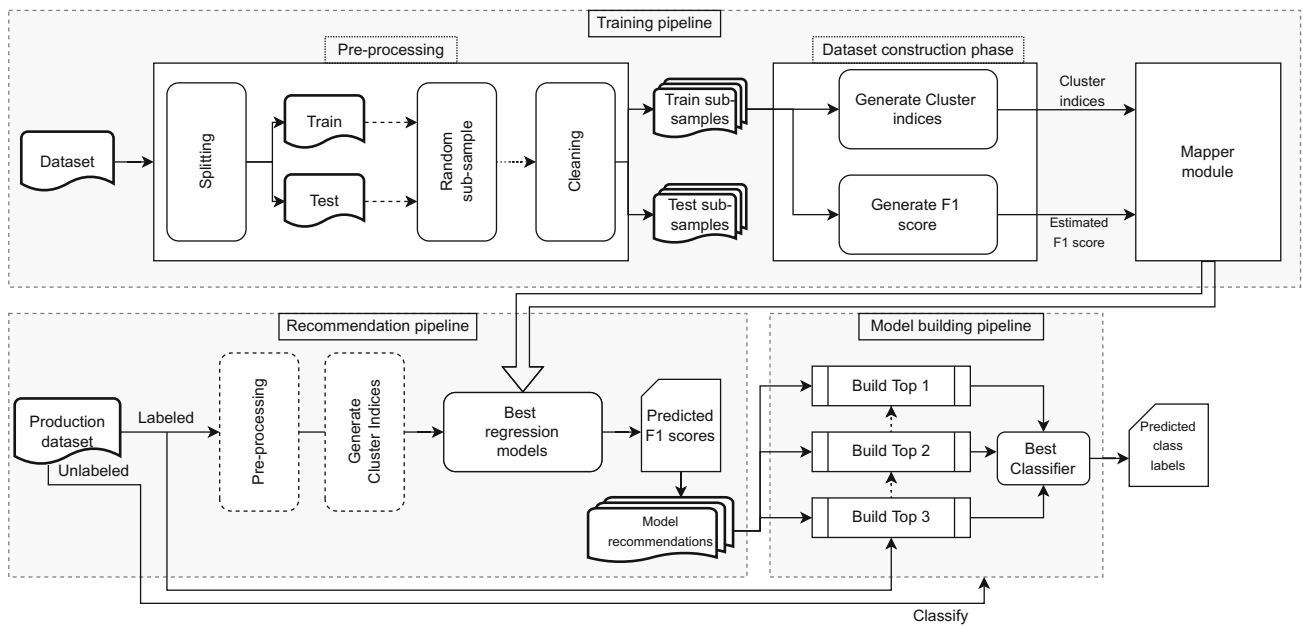 Training pipeline
Pre-processing
Dataset construction phase
Dataset
Splitting
Train
Test
Random
sub-sample
Cleaning
Train sub-
samples
Test sub-
samples
Generate Cluster
indices
Generate F1
score
Cluster
indices
Estimated
F1 score
Mapper
module
Recommendation pipeline
Model building pipeline
Production
dataset
Labeled
Unlabeled
Pre-processing
Generate
Cluster Indices
Best
regression
models
Predicted
F1 scores
Model
recommendations
Build Top 1
Build Top 2
Build Top 3
Best
Classifier
Predicted
class
labels
Classify